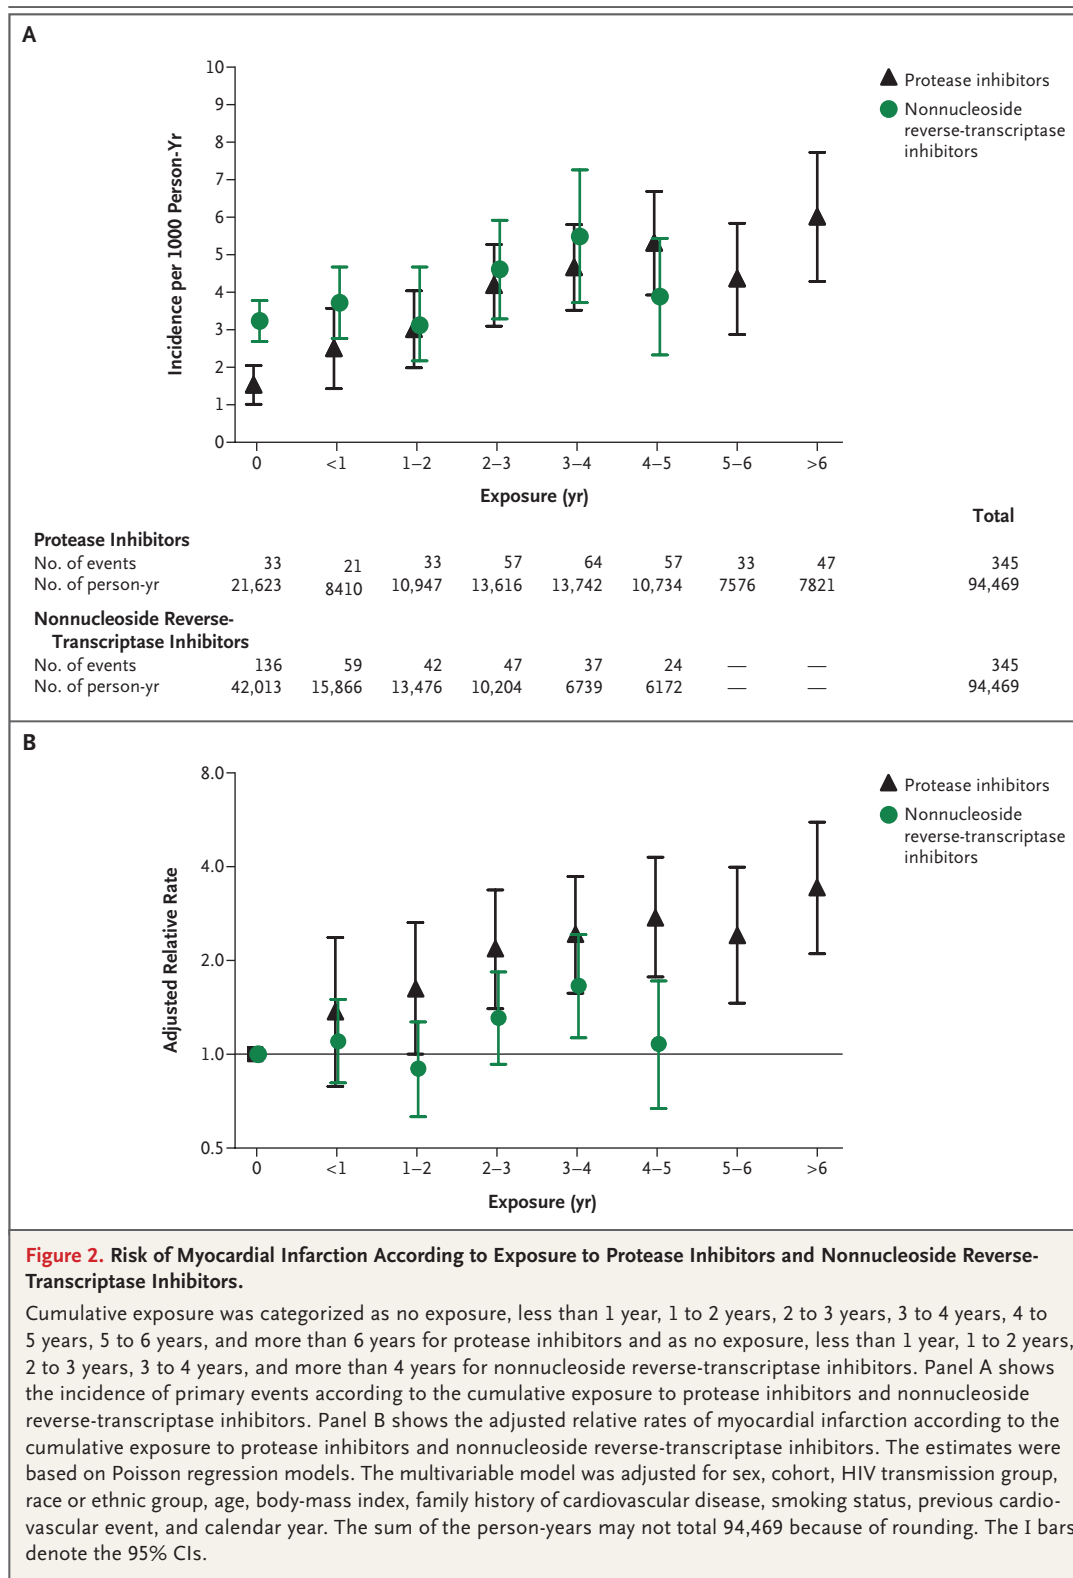 A
10
9
8
7
6
5
4
3
2
1
0
Incidence per 1000 Person-Yr
Protease inhibitors
Nonnucleoside
reverse-transcriptase
inhibitors
0 <1 1–2 2–3 3–4 4–5 5–6 >6
Exposure (yr)
Total
Protease Inhibitors
No. of events 33 21 33 57 64 57 33 47 345
No. of person-yr 21,623 8410 10,947 13,616 13,742 10,734 7576 7821 94,469
Nonnucleoside Reverse-
Transcriptase Inhibitors
No. of events 136 59 42 47 37 24 — — 345
No. of person-yr 42,013 15,866 13,476 10,204 6739 6172 — — 94,469
B
8.0
4.0
2.0
1.0
0.5
Adjusted Relative Rate
Protease inhibitors
Nonnucleoside
reverse-transcriptase
inhibitors
0 <1 1–2 2–3 3–4 4–5 5–6 >6
Exposure (yr)
Figure 2. Risk of Myocardial Infarction According to Exposure to Protease Inhibitors and Nonnucleoside Reverse-
Transcriptase Inhibitors.
Cumulative exposure was categorized as no exposure, less than 1 year, 1 to 2 years, 2 to 3 years, 3 to 4 years, 4 to
5 years, 5 to 6 years, and more than 6 years for protease inhibitors and as no exposure, less than 1 year, 1 to 2 years,
2 to 3 years, 3 to 4 years, and more than 4 years for nonnucleoside reverse-transcriptase inhibitors. Panel A shows
the incidence of primary events according to the cumulative exposure to protease inhibitors and nonnucleoside
reverse-transcriptase inhibitors. Panel B shows the adjusted relative rates of myocardial infarction according to the
cumulative exposure to protease inhibitors and nonnucleoside reverse-transcriptase inhibitors. The estimates were
based on Poisson regression models. The multivariable model was adjusted for sex, cohort, HIV transmission group,
race or ethnic group, age, body-mass index, family history of cardiovascular disease, smoking status, previous cardio-
vascular event, and calendar year. The sum of the person-years may not total 94,469 because of rounding. The I bars
denote the 95% CIs.